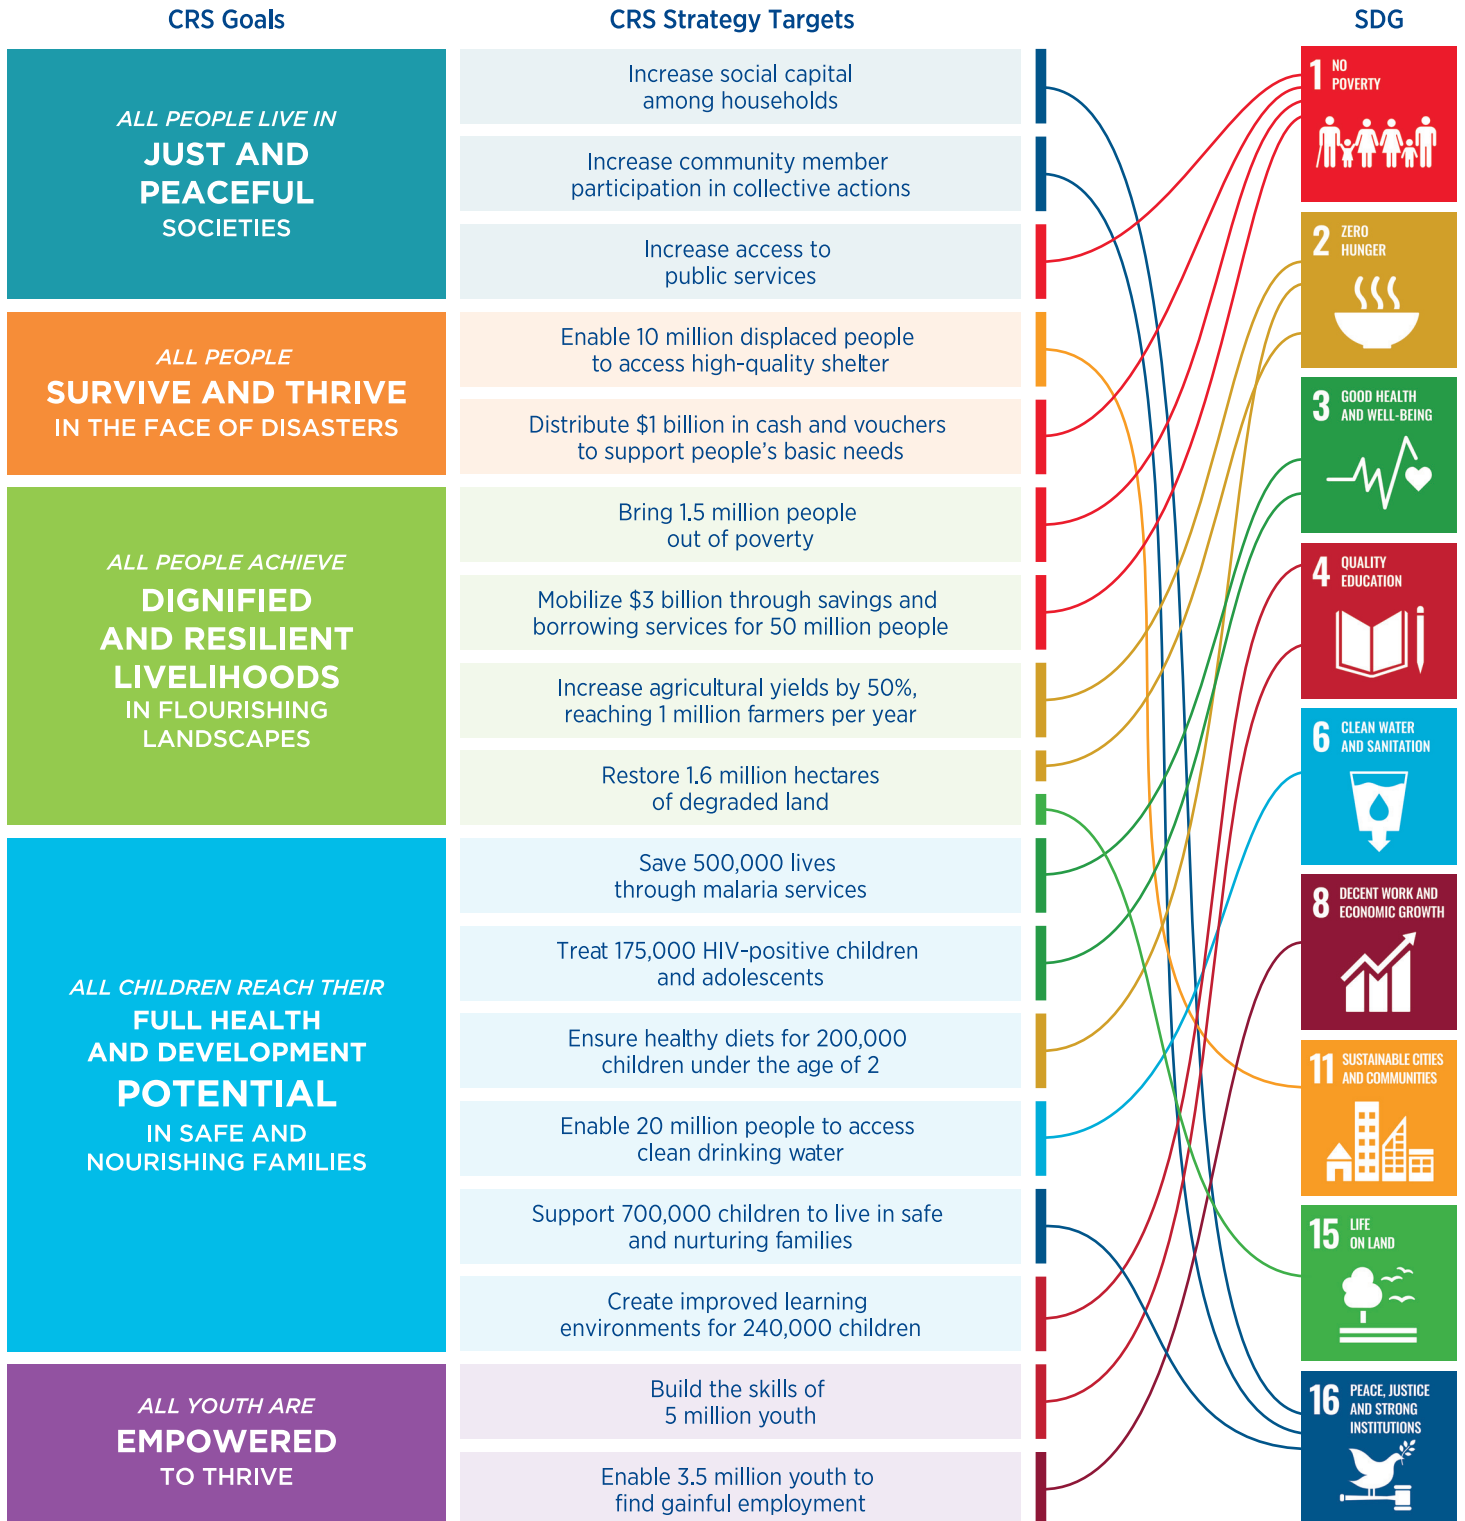 CRS Goals
CRS Strategy Targets
SDG
ALL PEOPLE LIVE IN
JUST AND
PEACEFUL
SOCIETIES
Increase social capital
among households
Increase community member
participation in collective actions
Increase access to
public services
ALL PEOPLE
SURVIVE AND THRIVE
IN THE FACE OF DISASTERS
Enable 10 million displaced people
to access high-quality shelter
Distribute $1 billion in cash and vouchers
to support people’s basic needs
ALL PEOPLE ACHIEVE
DIGNIFIED
AND RESILIENT
LIVELIHOODS
IN FLOURISHING
LANDSCAPES
Bring 1.5 million people
out of poverty
Mobilize $3 billion through savings and
borrowing services for 50 million people
Increase agricultural yields by 50%,
reaching 1 million farmers per year
Restore 1.6 million hectares
of degraded land
ALL CHILDREN REACH THEIR
FULL HEALTH
AND DEVELOPMENT
POTENTIAL
IN SAFE AND
NOURISHING FAMILIES
Save 500,000 lives
through malaria services
Treat 175,000 HIV-positive children
and adolescents
Ensure healthy diets for 200,000
children under the age of 2
Enable 20 million people to access
clean drinking water
Support 700,000 children to live in safe
and nurturing families
Create improved learning
environments for 240,000 children
ALL YOUTH ARE
EMPOWERED
TO THRIVE
Build the skills of
5 million youth
Enable 3.5 million youth to
find gainful employment
1 NO
POVERTY
2 ZERO
HUNGER
3 GOOD HEALTH
AND WELL-BEING
4 QUALITY
EDUCATION
6 CLEAN WATER
AND SANITATION
8 DECENT WORK AND
ECONOMIC GROWTH
11 SUSTAINABLE CITIES
AND COMMUNITIES
15 LIFE
ON LAND
16 PEACE, JUSTICE
AND STRONG
INSTITUTIONS